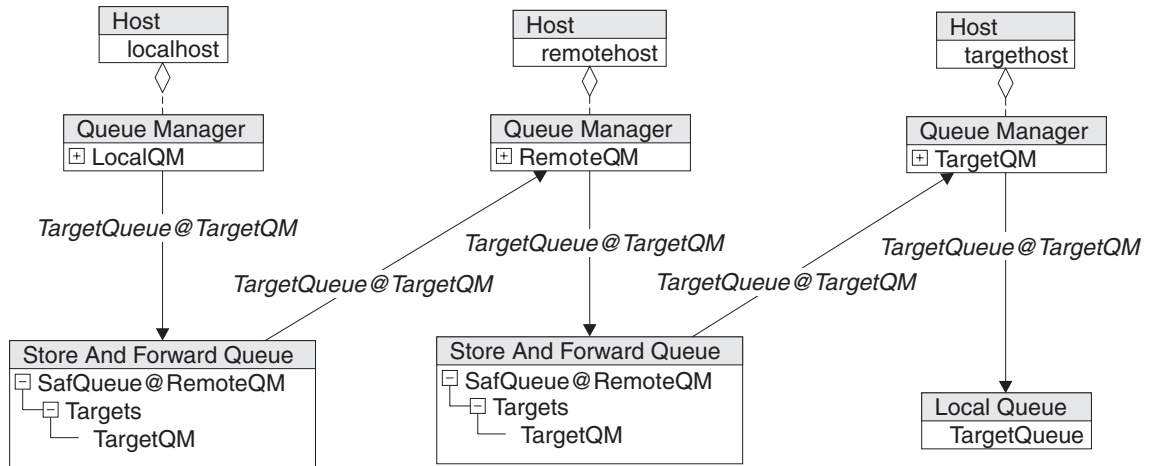 Host
localhost
Host
remotehost
Host
targethost
Queue Manager
LocalQM
Queue Manager
RemoteQM
Queue Manager
TargetQM
TargetQueue@TargetQM
TargetQueue@TargetQM
TargetQueue@TargetQM
TargetQueue@TargetQM
TargetQueue@TargetQM
Store And Forward Queue
SafQueue@RemoteQM
Targets
TargetQM
Store And Forward Queue
SafQueue@RemoteQM
Targets
TargetQM
Local Queue
TargetQueue